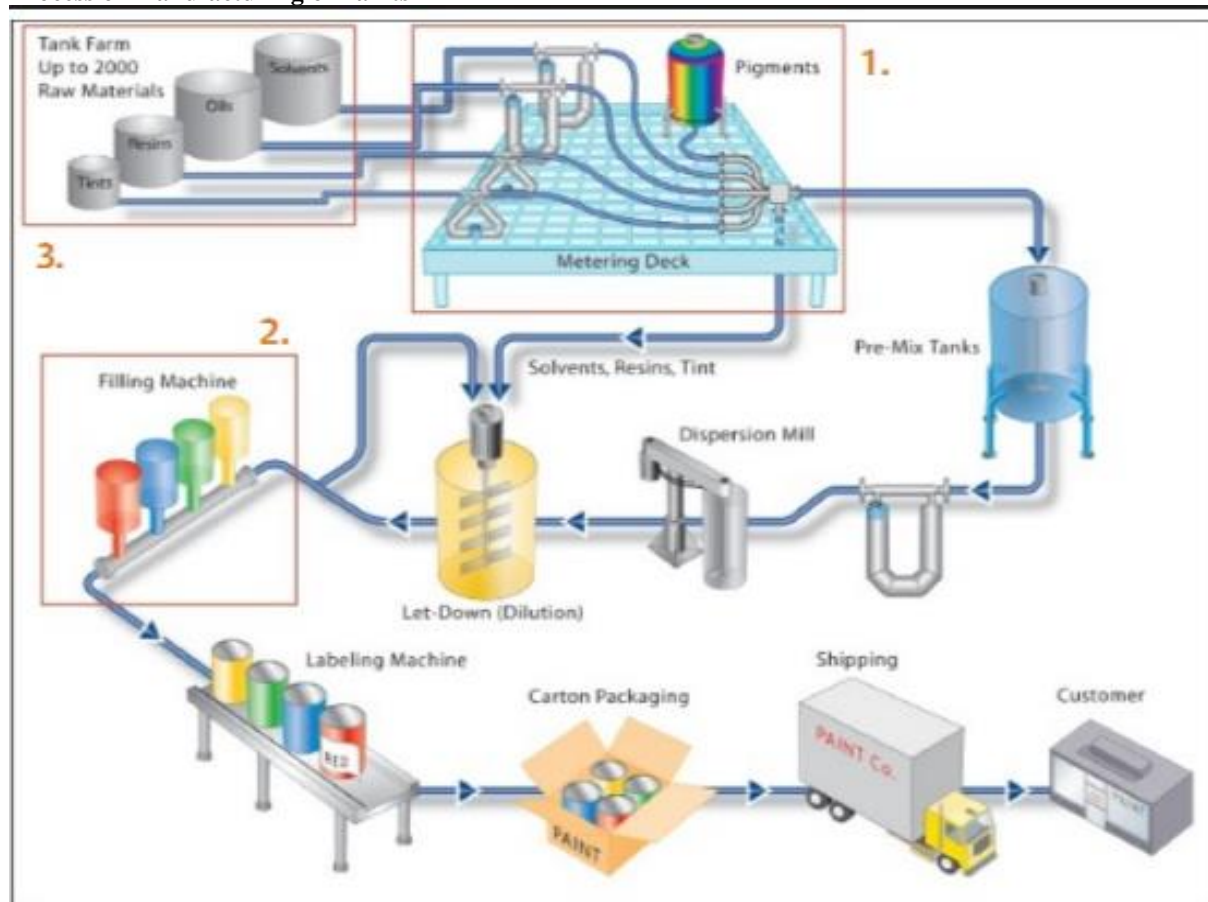 Tank Farm
Up to 2000
Raw Materials
Solvents
Oils
Resins
Tints
Pigments
1.
Metering Deck
3.
2.
Solvents, Resins, Tint
Pre-Mix Tanks
Filling Machine
Dispersion Mill
Let-Down (Dilution)
Labeling Machine
RED
Carton Packaging
PAINT
Shipping
PAINT Co.
Customer
PAINT